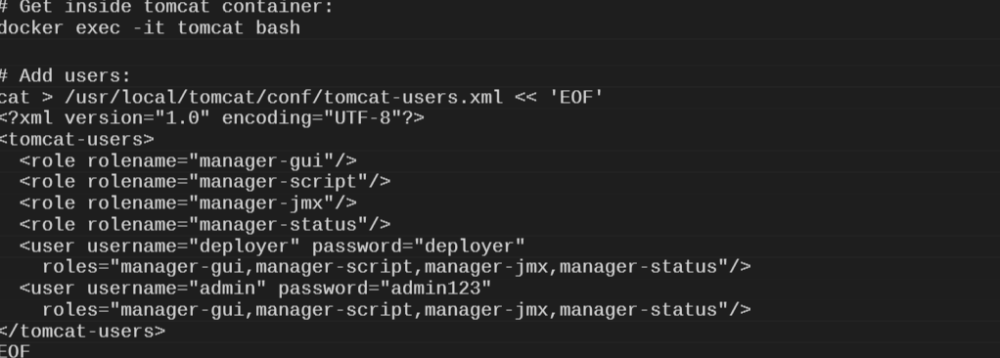 # Get inside tomcat container:
docker exec -it tomcat bash
# Add users:
cat > /usr/local/tomcat/conf/tomcat-users.xml << 'EOF'
<?xml version="1.0" encoding="UTF-8"?>
<tomcat-users>
  <role rolename="manager-gui"/>
  <role rolename="manager-script"/>
  <role rolename="manager-jmx"/>
  <role rolename="manager-status"/>
  <user username="deployer" password="deployer"
    roles="manager-gui,manager-script,manager-jmx,manager-status"/>
  <user username="admin" password="admin123"
    roles="manager-gui,manager-script,manager-jmx,manager-status"/>
</tomcat-users>
EOF